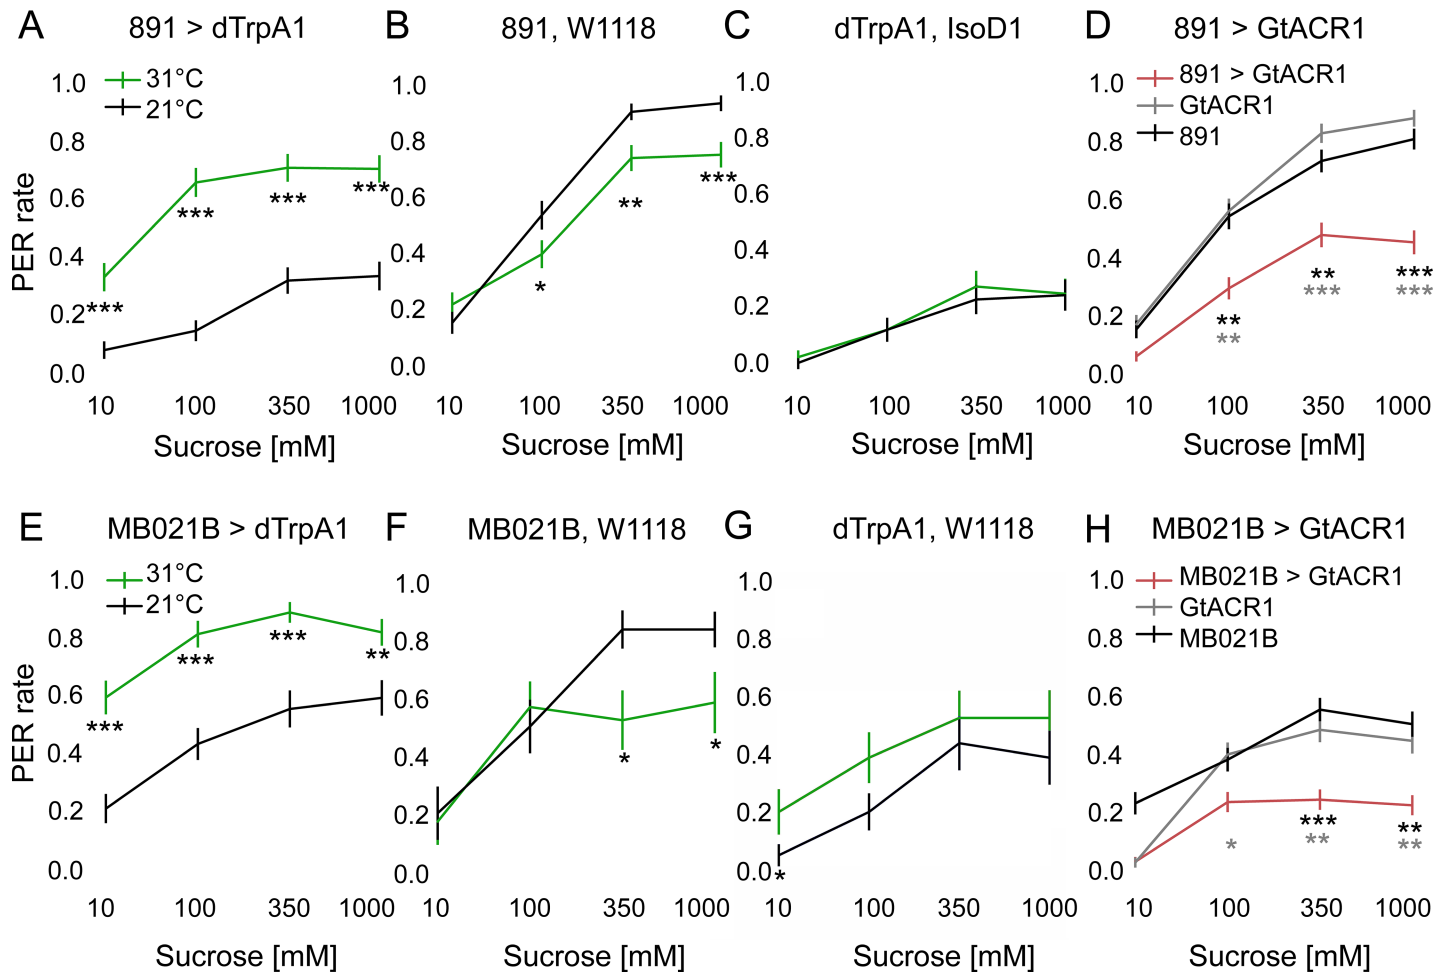 A 891 > dTrpA1
B 891, W1118
C dTrpA1, IsoD1
D 891 > GtACR1
31°C
21°C
PER rate
1.0
0.8
0.6
0.4
0.2
0.0
***
***
***
***
10 100 350 1000
Sucrose [mM]
1.0
0.8
0.6
0.4
0.2
0.0
*
**
***
10 100 350 1000
Sucrose [mM]
1.0
0.8
0.6
0.4
0.2
0.0
10 100 350 1000
Sucrose [mM]
891 > GtACR1
GtACR1
891
1.0
0.8
0.6
0.4
0.2
0.0
**
**
**
***
***
***
10 100 350 1000
Sucrose [mM]
E MB021B > dTrpA1
F MB021B, W1118
G dTrpA1, W1118
H MB021B > GtACR1
31°C
21°C
PER rate
1.0
0.8
0.6
0.4
0.2
0.0
***
***
***
**
10 100 350 1000
Sucrose [mM]
1.0
0.8
0.6
0.4
0.2
0.0
*
*
10 100 350 1000
Sucrose [mM]
1.0
0.8
0.6
0.4
0.2
0.0
*
10 100 350 1000
Sucrose [mM]
MB021B > GtACR1
GtACR1
MB021B
1.0
0.8
0.6
0.4
0.2
0.0
*
***
**
**
**
10 100 350 1000
Sucrose [mM]